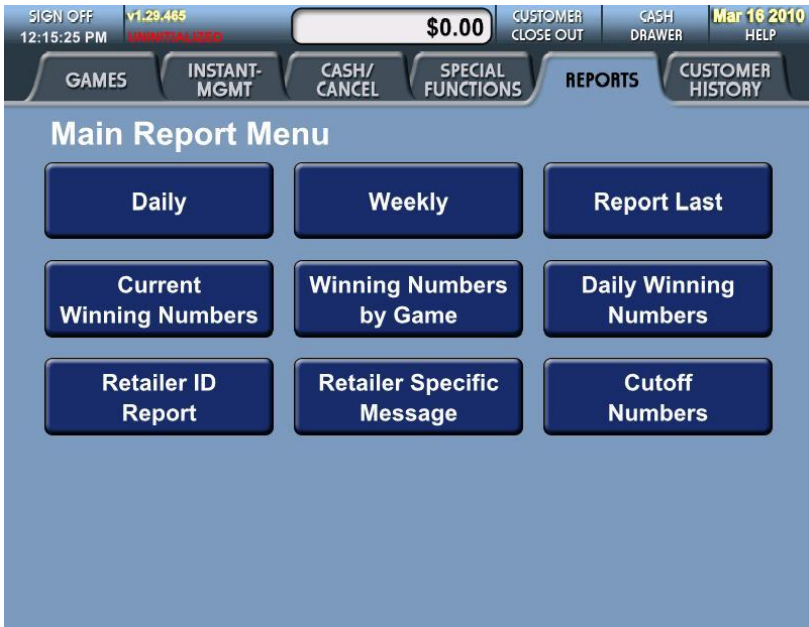 SIGN OFF v1.29.465 $0.00 CUSTOMER CASH Mar 16 2010
12:15:25 PM UNINITIALIZED CLOSE OUT DRAWER HELP
GAMES INSTANT- CASH/ SPECIAL REPORTS CUSTOMER
MGMT CANCEL FUNCTIONS HISTORY
Main Report Menu
Daily Weekly Report Last
Current Winning Numbers Daily Winning
Winning Numbers by Game Numbers
Retailer ID Retailer Specific Cutoff
Report Message Numbers